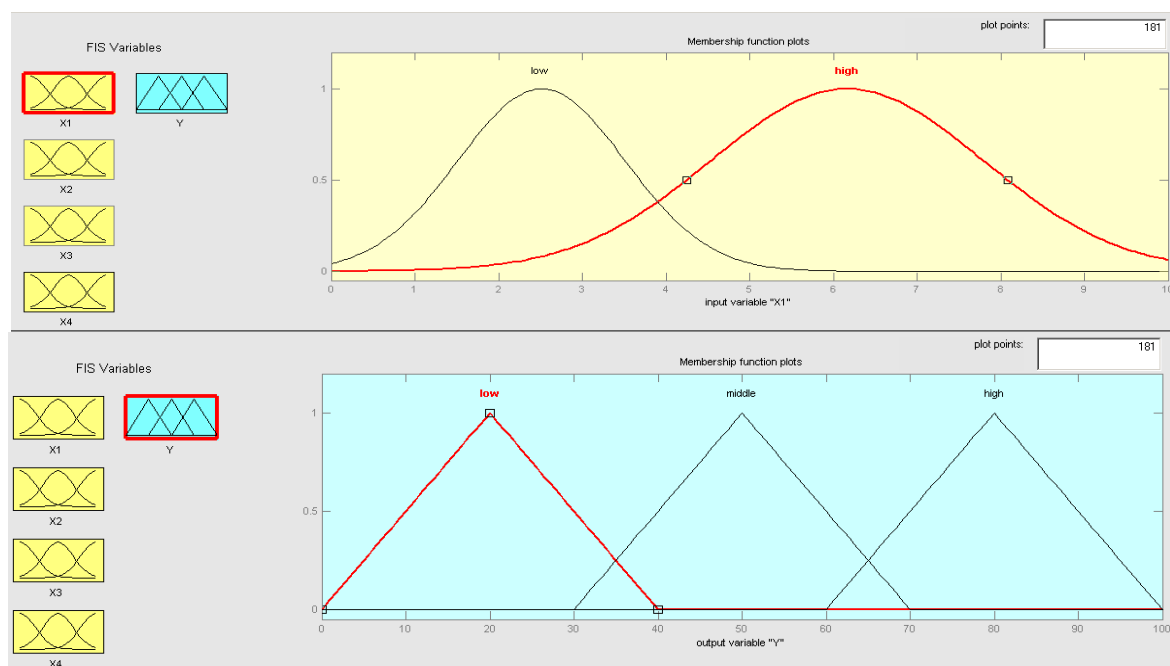 plot points:
181
FIS Variables
Membership function plots
X1
Y
X2
X3
X4
low
high
1
0.5
0
0 1 2 3 4 5 6 7 8 9 10
input variable "X1"
plot points:
181
FIS Variables
Membership function plots
X1
Y
X2
X3
X4
low
middle
high
1
0.5
0
0 10 20 30 40 50 60 70 80 90 100
output variable "Y"